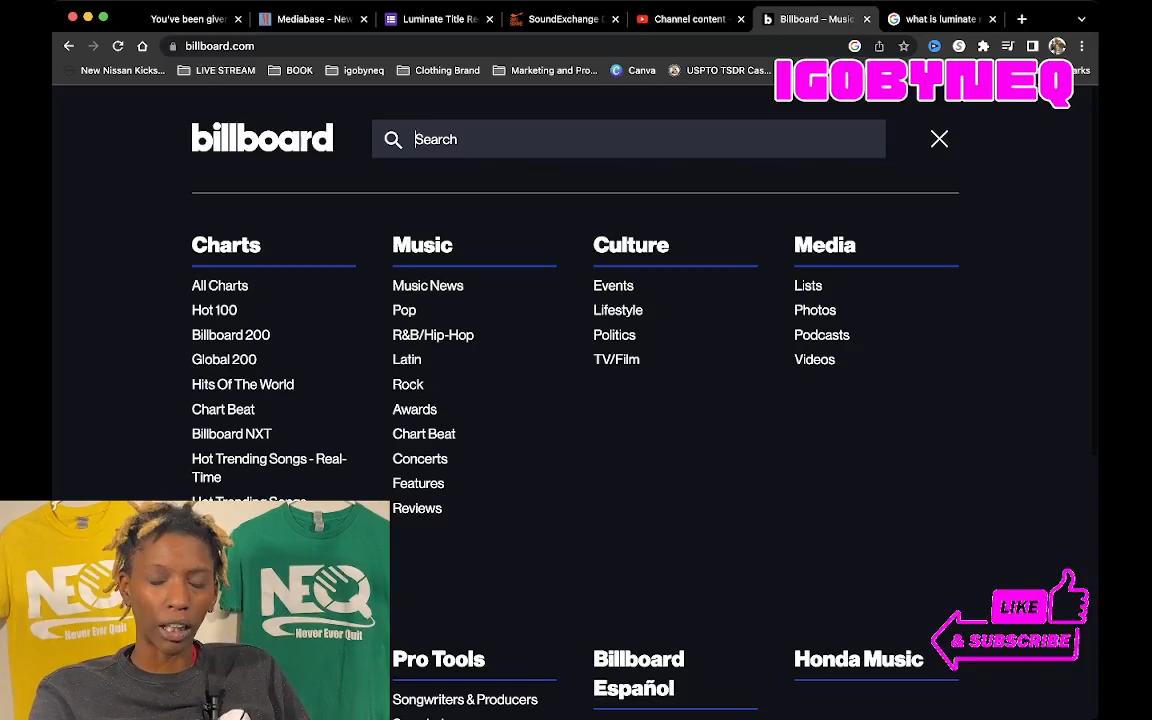 You've been giver
Mediabase - New
Luminate Title Re
SoundExchange D
Channel content -
Billboard – Music
what is luminate
billboard.com
New Nissan Kicks...
LIVE STREAM
BOOK
igobyneq
Clothing Brand
Marketing and Pro...
Canva
USPTO TSDR Cas...
IGOBYNEQ
billboard
Search
Charts
Music
Culture
Media
All Charts
Music News
Events
Lists
Hot 100
Pop
Lifestyle
Photos
Billboard 200
R&B/Hip-Hop
Politics
Podcasts
Global 200
Latin
TV/Film
Videos
Hits Of The World
Rock
Chart Beat
Awards
Billboard NXT
Chart Beat
Hot Trending Songs - Real-
Time
Concerts
Features
Hot Trending Songs
Reviews
NEQ
Never Ever Quit
NEQ
Never Ever Quit
LIKE
& SUBSCRIBE
Pro Tools
Billboard
Español
Honda Music
Songwriters & Producers